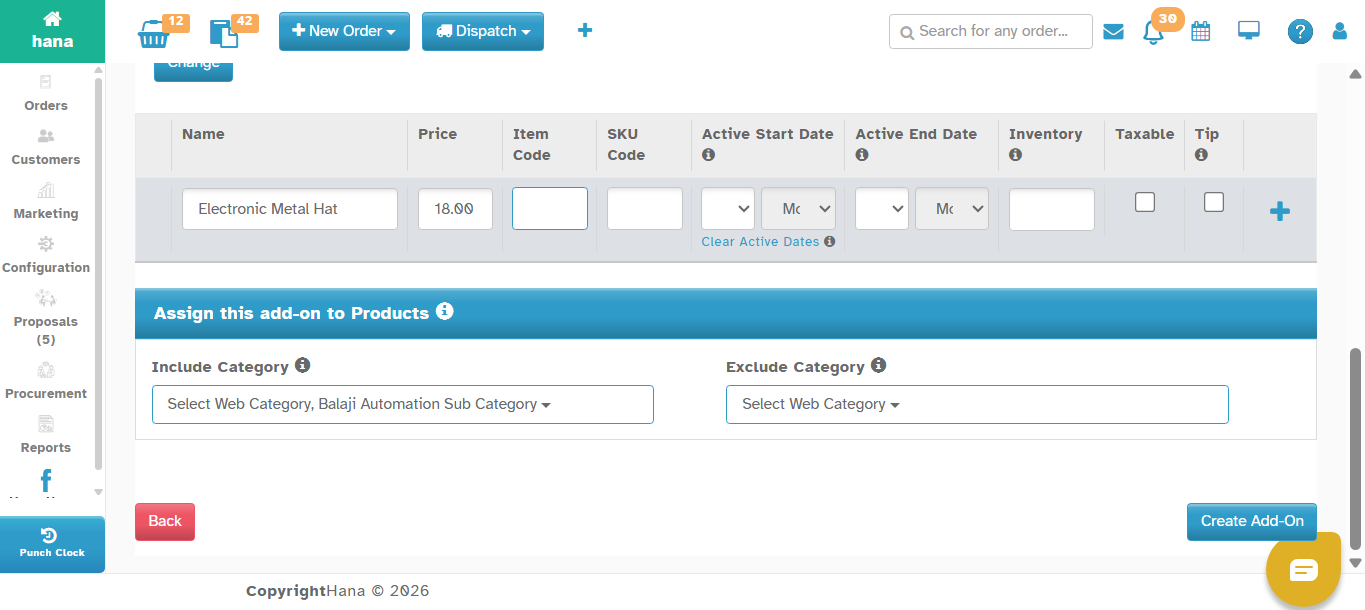 hana
12
42
New Order
Dispatch
Search for any order...
30
?
Orders
Customers
Marketing
Configuration
Proposals
(5)
Procurement
Reports
Punch Clock
Change
Name
Price
Item
Code
SKU
Code
Active Start Date
Active End Date
Inventory
Taxable
Tip
Electronic Metal Hat
18.00
Clear Active Dates
Assign this add-on to Products
Include Category
Exclude Category
Select Web Category, Balaji Automation Sub Category
Select Web Category
Back
Create Add-On
CopyrightHana © 2026